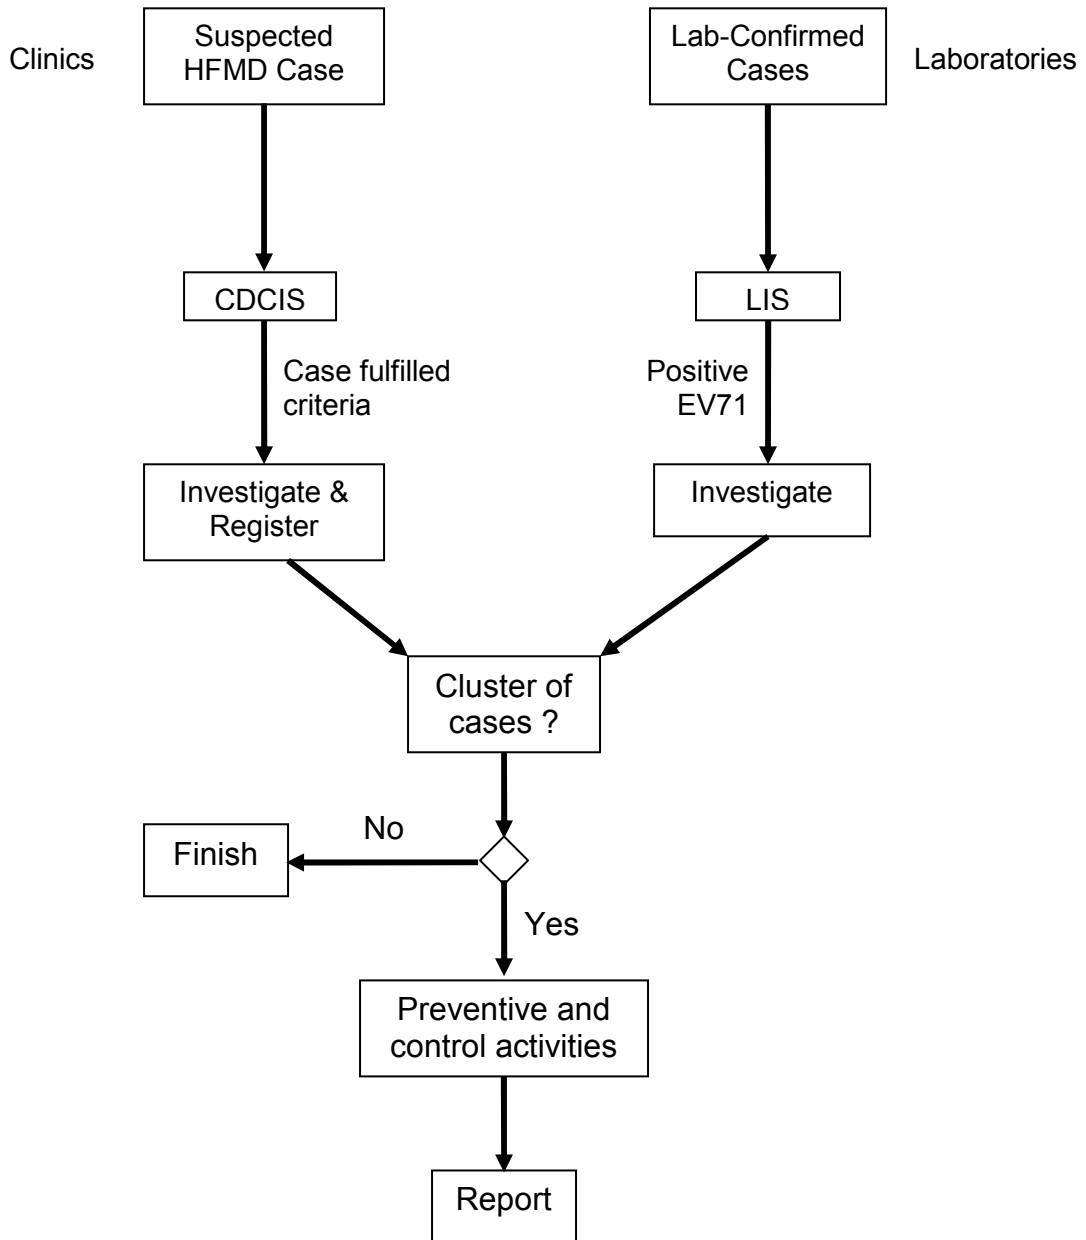 Clinics
Suspected
HFMD Case
Lab-Confirmed
Cases
Laboratories
CDCIS
LIS
Case fulfilled
criteria
Positive
EV71
Investigate &
Register
Investigate
Cluster of
cases ?
No
Finish
Yes
Preventive and
control activities
Report